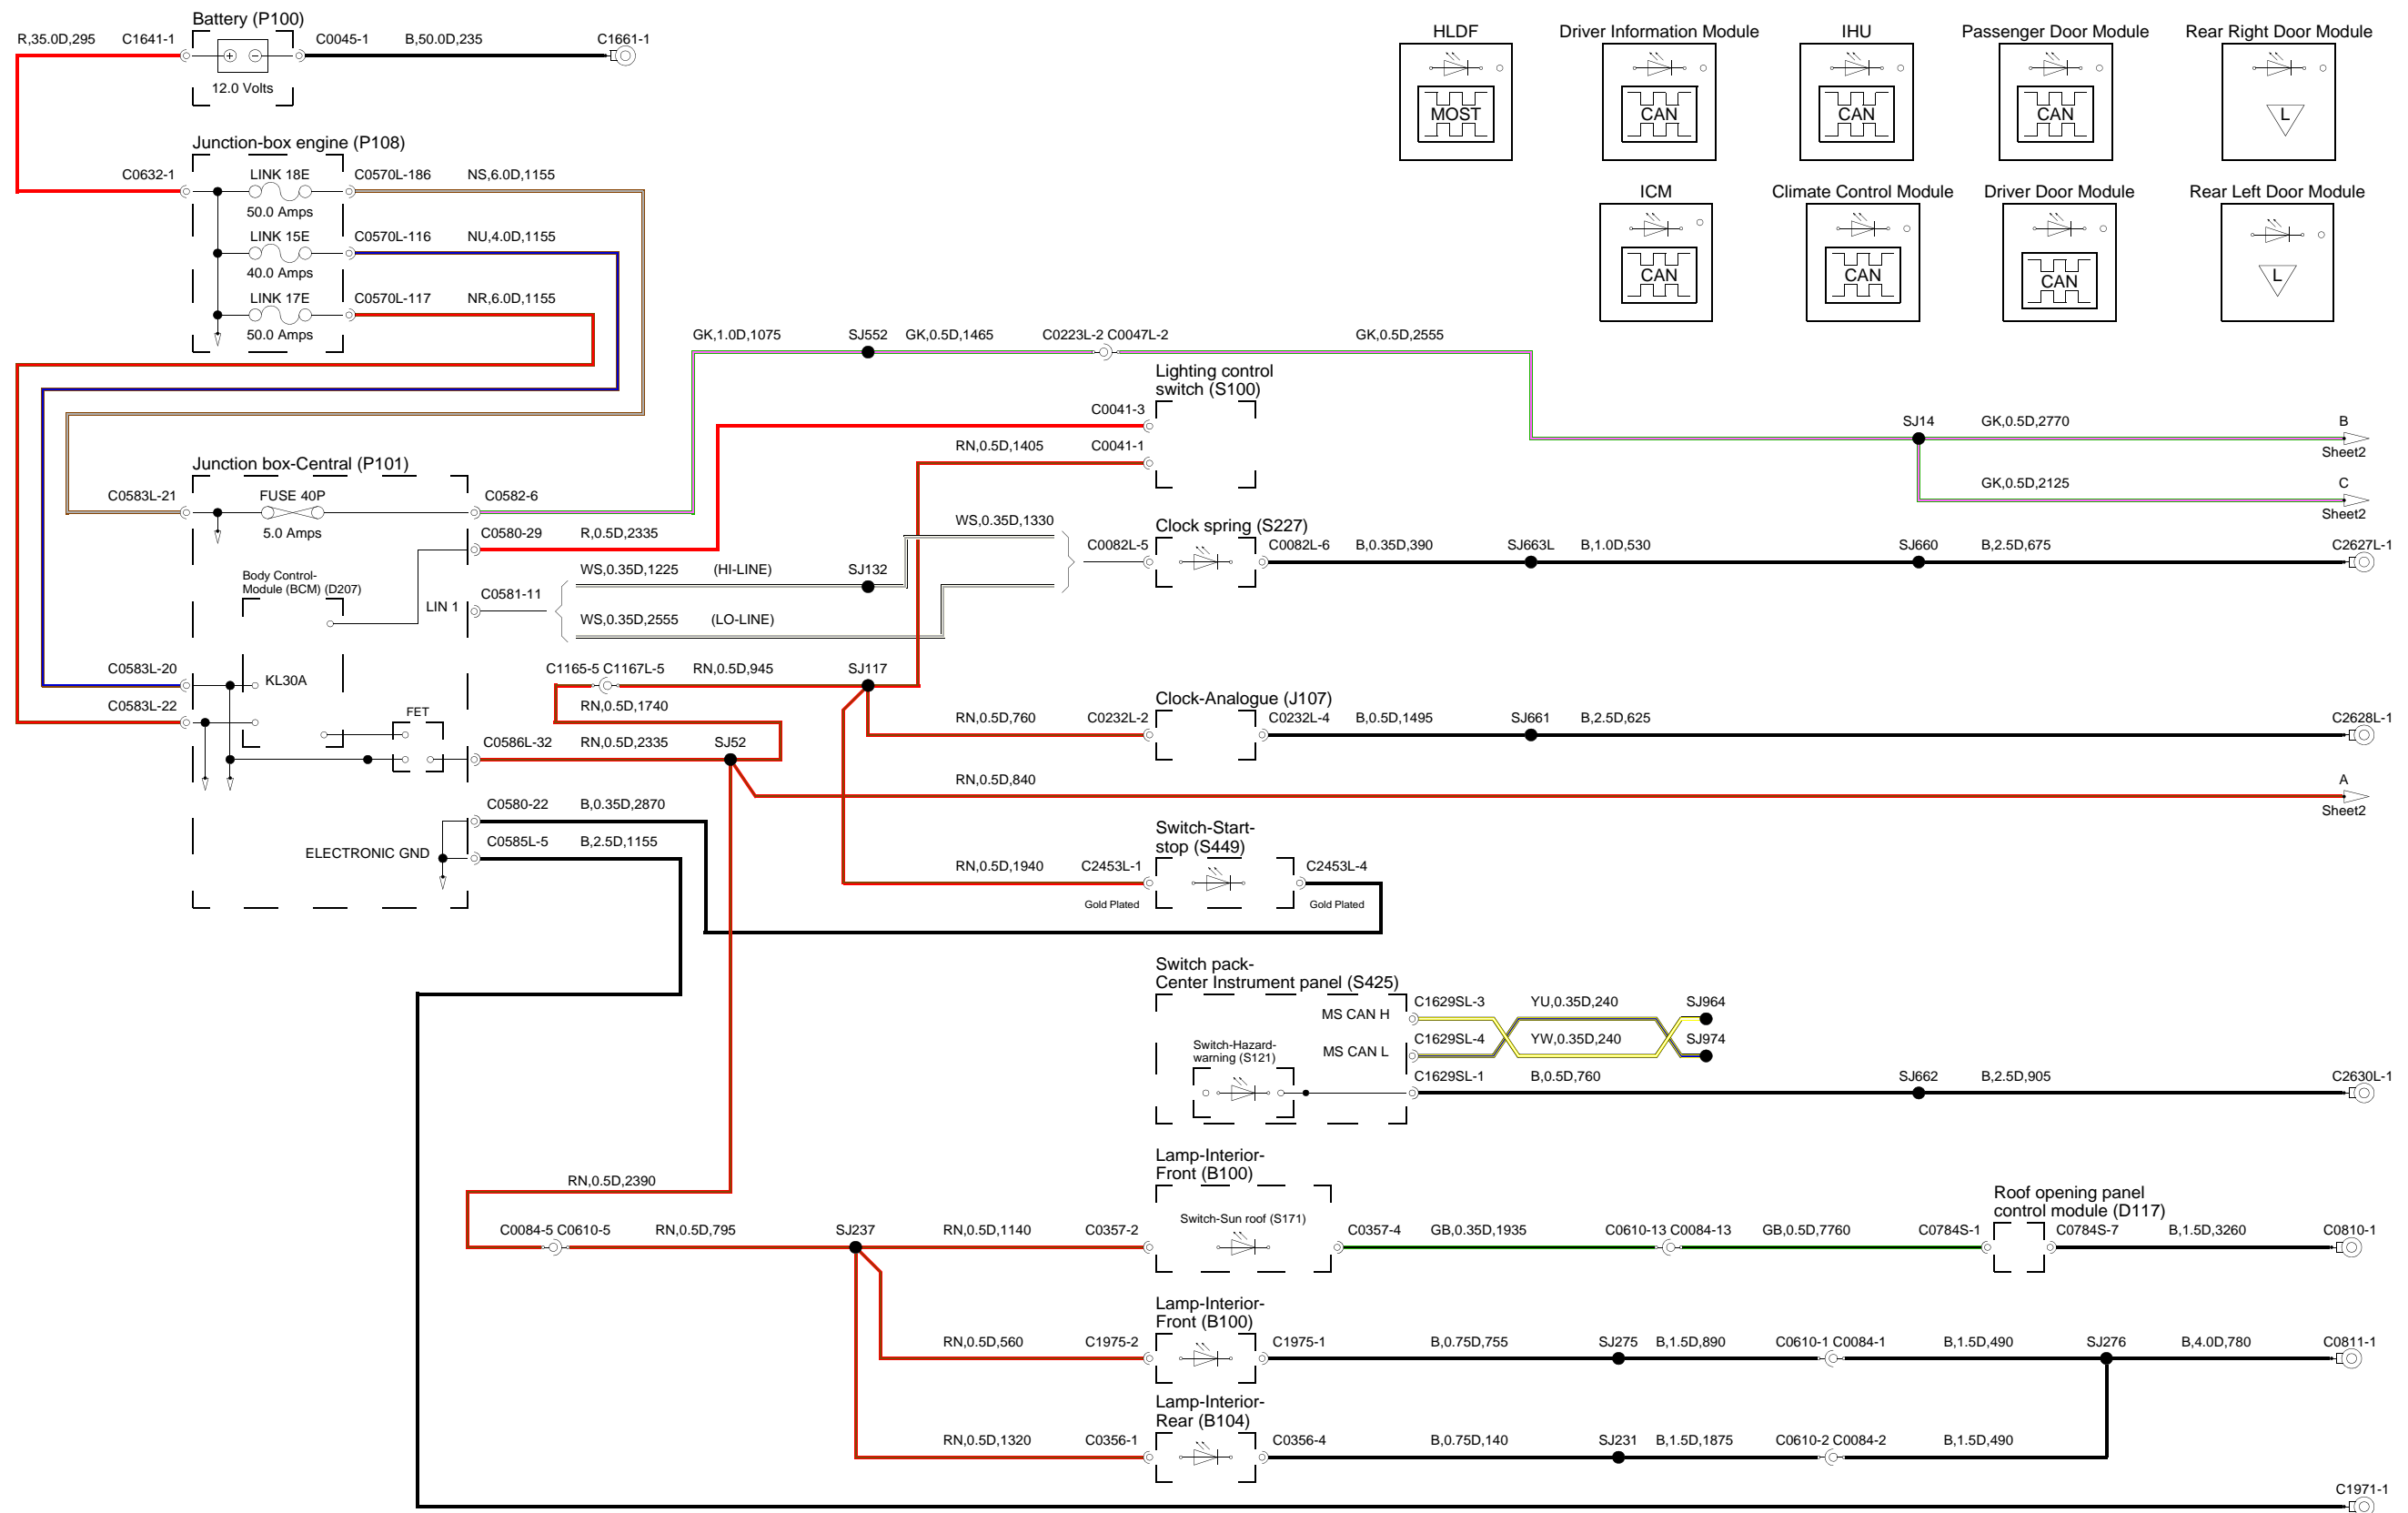 Battery (P100)
R,35.0D,295
C1641-1
C0045-1
B,50.0D,235
C1661-1
12.0 Volts
HLDF
Driver Information Module
IHU
Passenger Door Module
Rear Right Door Module
MOST
CAN
CAN
CAN
L
Junction-box engine (P108)
C0632-1
LINK 18E
C0570L-186
NS,6.0D,1155
50.0 Amps
LINK 15E
C0570L-116
NU,4.0D,1155
40.0 Amps
LINK 17E
C0570L-117
NR,6.0D,1155
50.0 Amps
ICM
Climate Control Module
Driver Door Module
Rear Left Door Module
CAN
CAN
CAN
L
GK,1.0D,1075
SJ552
GK,0.5D,1465
C0223L-2 C0047L-2
GK,0.5D,2555
Lighting control
switch (S100)
C0041-3
RN,0.5D,1405
C0041-1
SJ14
GK,0.5D,2770
B
Sheet2
GK,0.5D,2125
C
Sheet2
Junction box-Central (P101)
C0583L-21
FUSE 40P
C0582-6
5.0 Amps
C0580-29
R,0.5D,2335
WS,0.35D,1330
Clock spring (S227)
C0082L-5
C0082L-6
B,0.35D,390
SJ663L
B,1.0D,530
SJ660
B,2.5D,675
C2627L-1
Body Control-
Module (BCM) (D207)
LIN 1
C0581-11
WS,0.35D,1225
(HI-LINE)
SJ132
WS,0.35D,2555
(LO-LINE)
C0583L-20
KL30A
C1165-5 C1167L-5
RN,0.5D,945
SJ117
C0583L-22
FET
RN,0.5D,1740
C0586L-32
RN,0.5D,2335
SJ52
Clock-Analogue (J107)
RN,0.5D,760
C0232L-2
C0232L-4
B,0.5D,1495
SJ661
B,2.5D,625
C2628L-1
RN,0.5D,840
A
Sheet2
C0580-22
B,0.35D,2870
C0585L-5
B,2.5D,1155
ELECTRONIC GND
Switch-Start-
stop (S449)
RN,0.5D,1940
C2453L-1
C2453L-4
Gold Plated
Gold Plated
Switch pack-
Center Instrument panel (S425)
MS CAN H
C1629SL-3
YU,0.35D,240
SJ964
Switch-Hazard-
warning (S121)
MS CAN L
C1629SL-4
YW,0.35D,240
SJ974
C1629SL-1
B,0.5D,760
SJ662
B,2.5D,905
C2630L-1
Lamp-Interior-
Front (B100)
RN,0.5D,2390
C0084-5 C0610-5
RN,0.5D,795
SJ237
RN,0.5D,1140
C0357-2
Switch-Sun roof (S171)
C0357-4
GB,0.35D,1935
C0610-13 C0084-13
GB,0.5D,7760
C0784S-1
Roof opening panel
control module (D117)
C0784S-7
B,1.5D,3260
C0810-1
Lamp-Interior-
Front (B100)
RN,0.5D,560
C1975-2
C1975-1
B,0.75D,755
SJ275
B,1.5D,890
C0610-1 C0084-1
B,1.5D,490
SJ276
B,4.0D,780
C0811-1
Lamp-Interior-
Rear (B104)
RN,0.5D,1320
C0356-1
C0356-4
B,0.75D,140
SJ231
B,1.5D,1875
C0610-2 C0084-2
B,1.5D,490
C1971-1